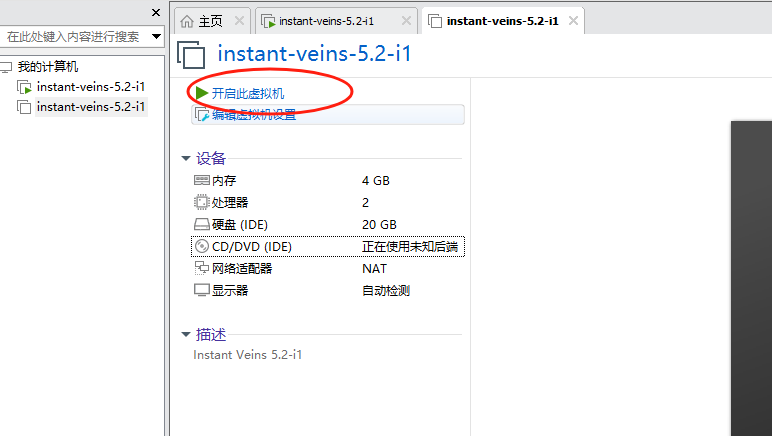 主页
instant-veins-5.2-i1
instant-veins-5.2-i1
在此处键入内容进行搜索
我的计算机
instant-veins-5.2-i1
instant-veins-5.2-i1
instant-veins-5.2-i1
开启此虚拟机
编辑虚拟机设置
设备
内存 4 GB
处理器 2
硬盘 (IDE) 20 GB
CD/DVD (IDE) 正在使用未知后端
网络适配器 NAT
显示器 自动检测
描述
Instant Veins 5.2-i1